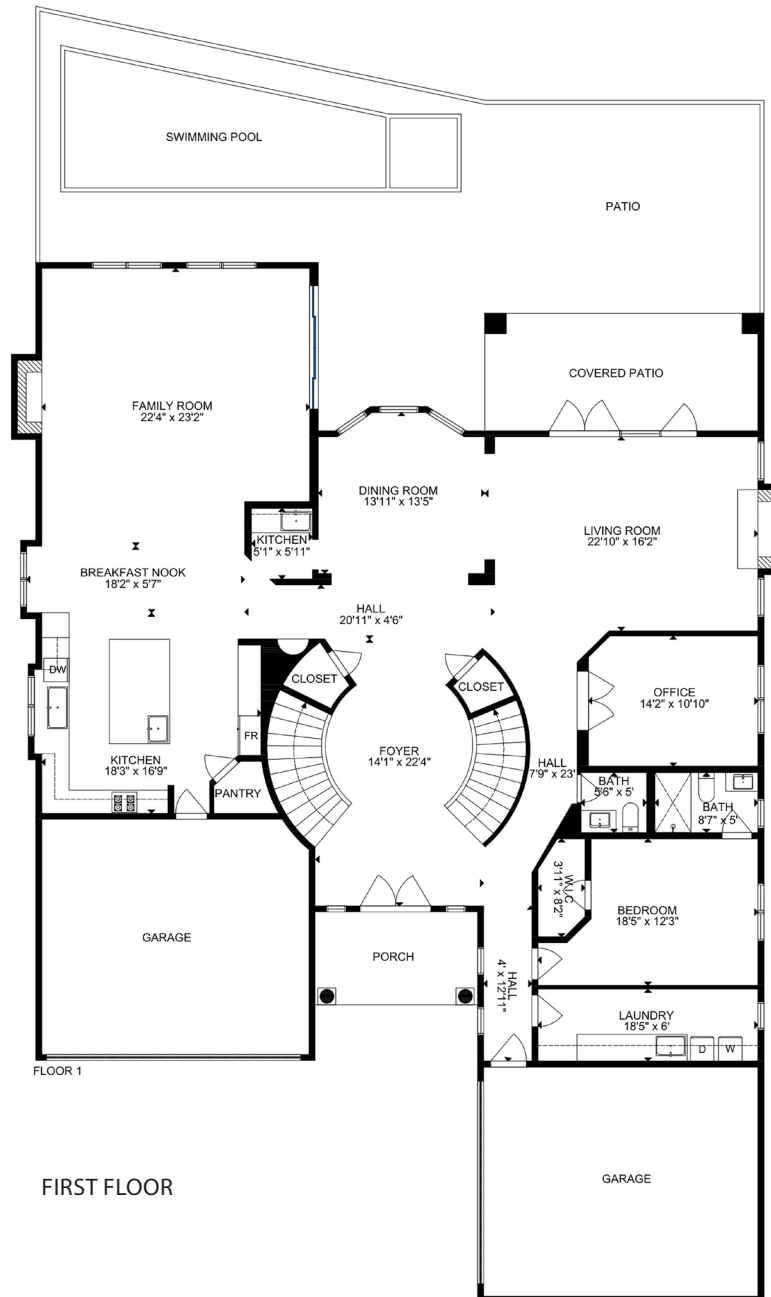 SWIMMING POOL
PATIO
COVERED PATIO
FAMILY ROOM
22'4" x 23'2"
DINING ROOM
13'11" x 13'5"
LIVING ROOM
22'10" x 16'2"
KITCHEN
5'1" x 5'11"
BREAKFAST NOOK
18'2" x 5'7"
HALL
20'11" x 4'6"
DW
CLOSET
CLOSET
OFFICE
14'2" x 10'10"
FR
FOYER
14'1" x 22'4"
KITCHEN
18'3" x 16'9"
PANTRY
HALL
7'9" x 23'
BATH
5'6" x 5'
BATH
8'7" x 5'
W.I.C
3'11" x 8'2"
BEDROOM
18'5" x 12'3"
GARAGE
PORCH
HALL
4' x 12'11"
LAUNDRY
18'5" x 6'
D
W
FLOOR 1
FIRST FLOOR
GARAGE